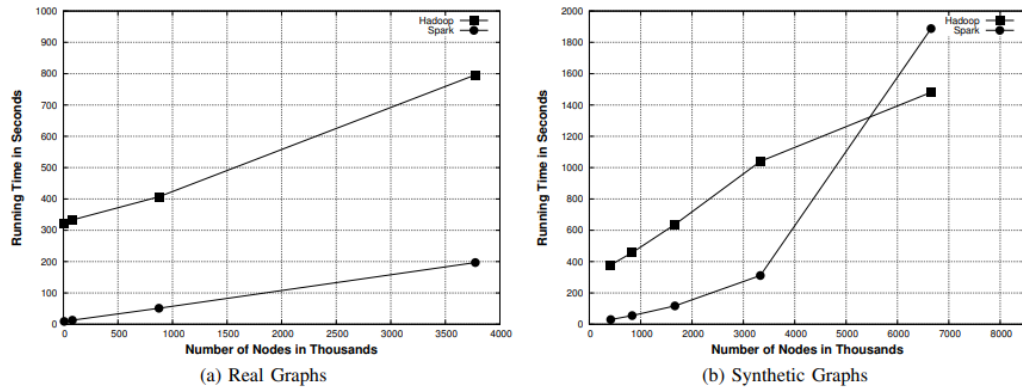 Hadoop
Spark
1000
900
800
700
600
500
400
300
200
100
0
Running Time in Seconds
0 500 1000 1500 2000 2500 3000 3500 4000
Number of Nodes in Thousands
(a) Real Graphs
Hadoop
Spark
2000
1800
1600
1400
1200
1000
800
600
400
200
0
Running Time in Seconds
0 1000 2000 3000 4000 5000 6000 7000 8000
Number of Nodes in Thousands
(b) Synthetic Graphs